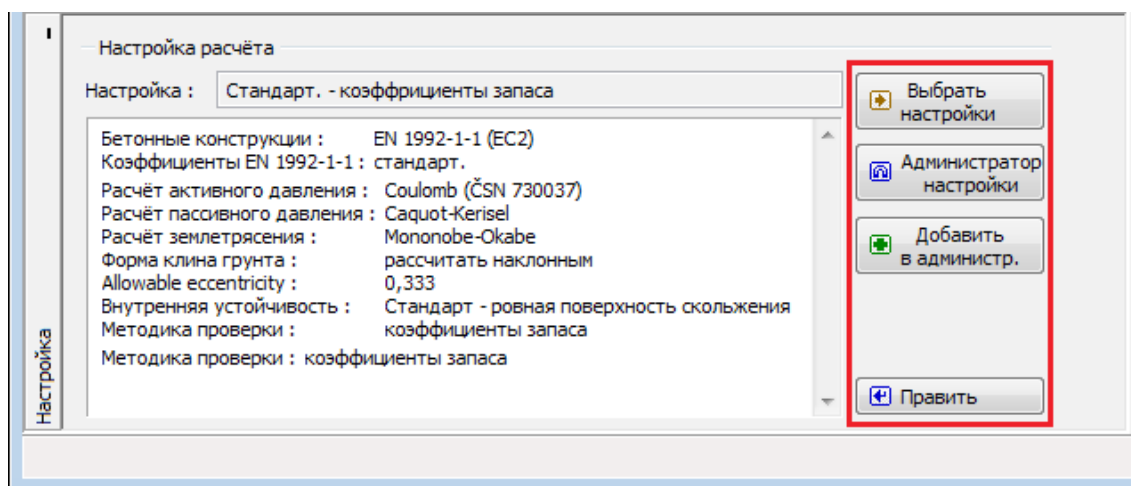 Настройка расчёта
Настройка : Стандарт. - коэффрициенты запаса
Бетонные конструкции : EN 1992-1-1 (EC2)
Коэффициенты EN 1992-1-1 : стандарт.
Расчёт активного давления : Coulomb (ČSN 730037)
Расчёт пассивного давления : Caquot-Kerisel
Расчёт землетрясения : Mononobe-Okabe
Форма клина грунта : рассчитать наклонным
Allowable eccentricity : 0,333
Внутренняя устойчивость : Стандарт - ровная поверхность скольжения
Методика проверки : коэффициенты запаса
Методика проверки : коэффициенты запаса
Выбрать
настройки
Администратор
настройки
Добавить
в администр.
Править
Настройка